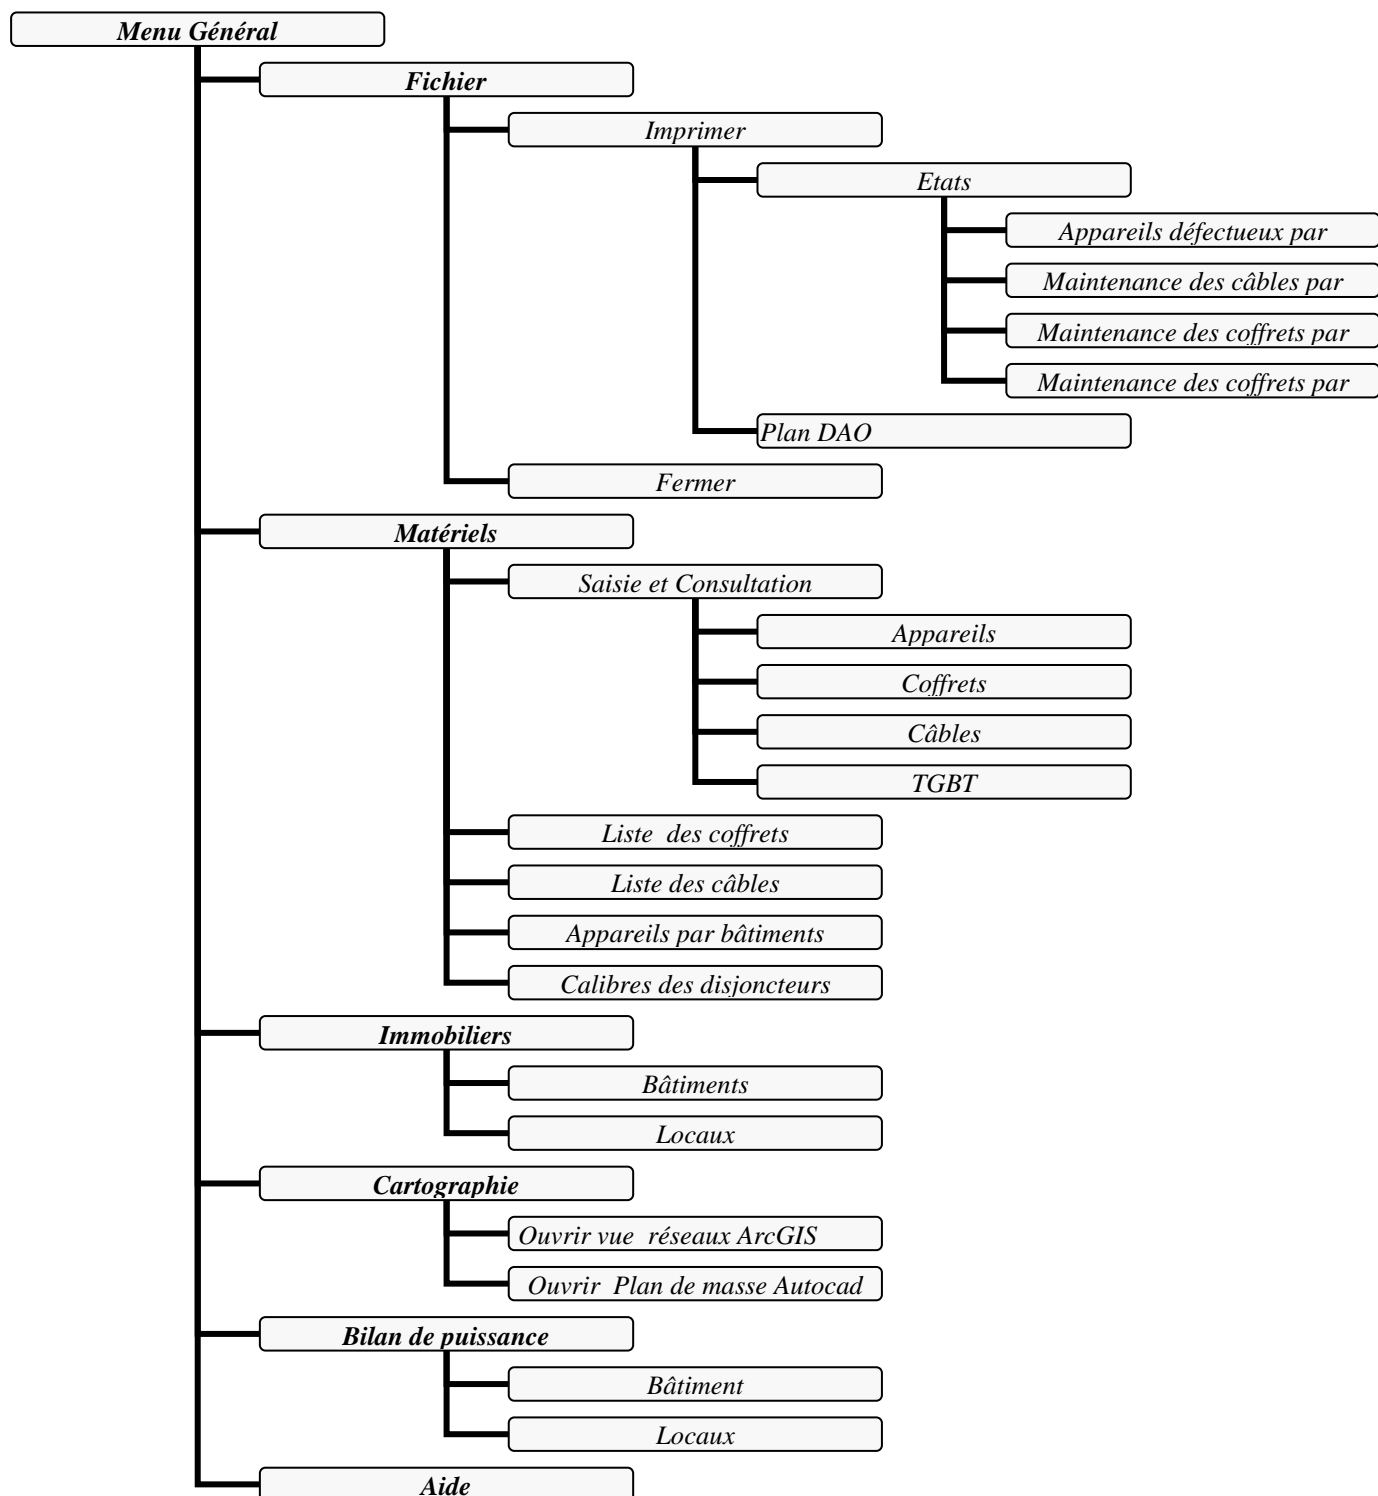 Menu Général
Fichier
Imprimer
Etats
Appareils défectueux par
Maintenance des câbles par
Maintenance des coffrets par
Maintenance des coffrets par
Plan DAO
Fermer
Matériels
Saisie et Consultation
Appareils
Coffrets
Câbles
TGBT
Liste  des coffrets
Liste des câbles
Appareils par bâtiments
Calibres des disjoncteurs
Immobiliers
Bâtiments
Locaux
Cartographie
Ouvrir vue  réseaux ArcGIS
Ouvrir  Plan de masse Autocad
Bilan de puissance
Bâtiment
Locaux
Aide